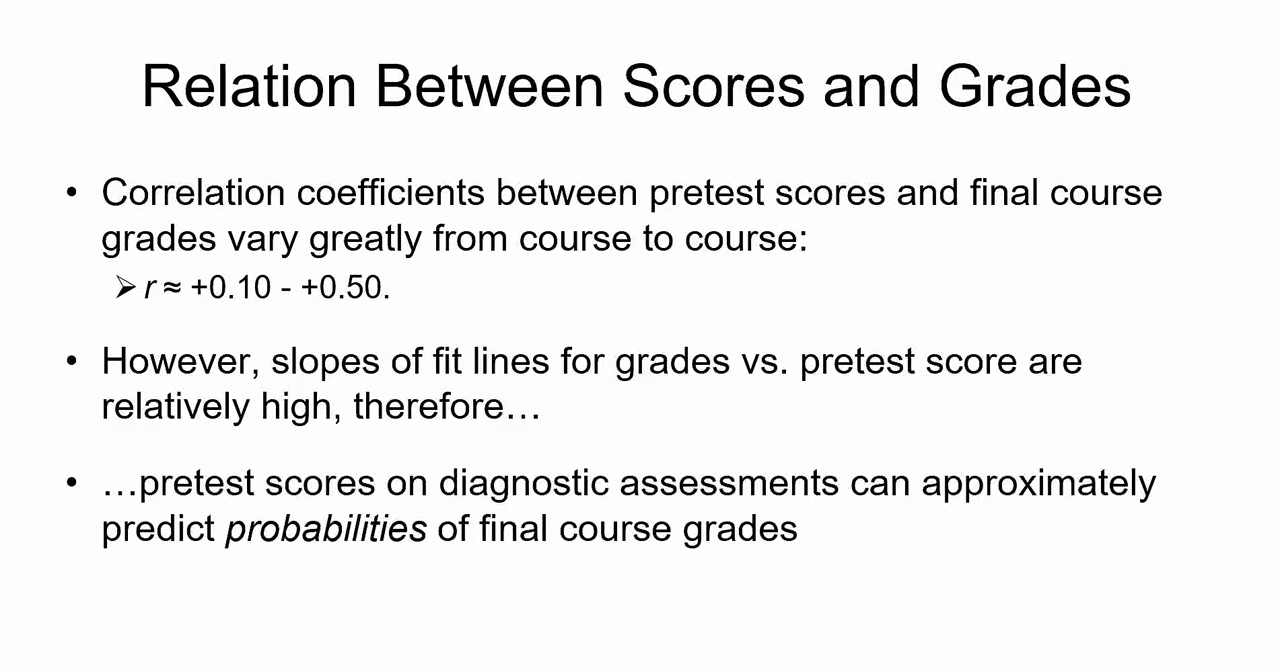 Relation Between Scores and Grades
• Correlation coefficients between pretest scores and final course
grades vary greatly from course to course:
➢ r ≈ +0.10 - +0.50.
• However, slopes of fit lines for grades vs. pretest score are
relatively high, therefore…
• …pretest scores on diagnostic assessments can approximately
predict probabilities of final course grades